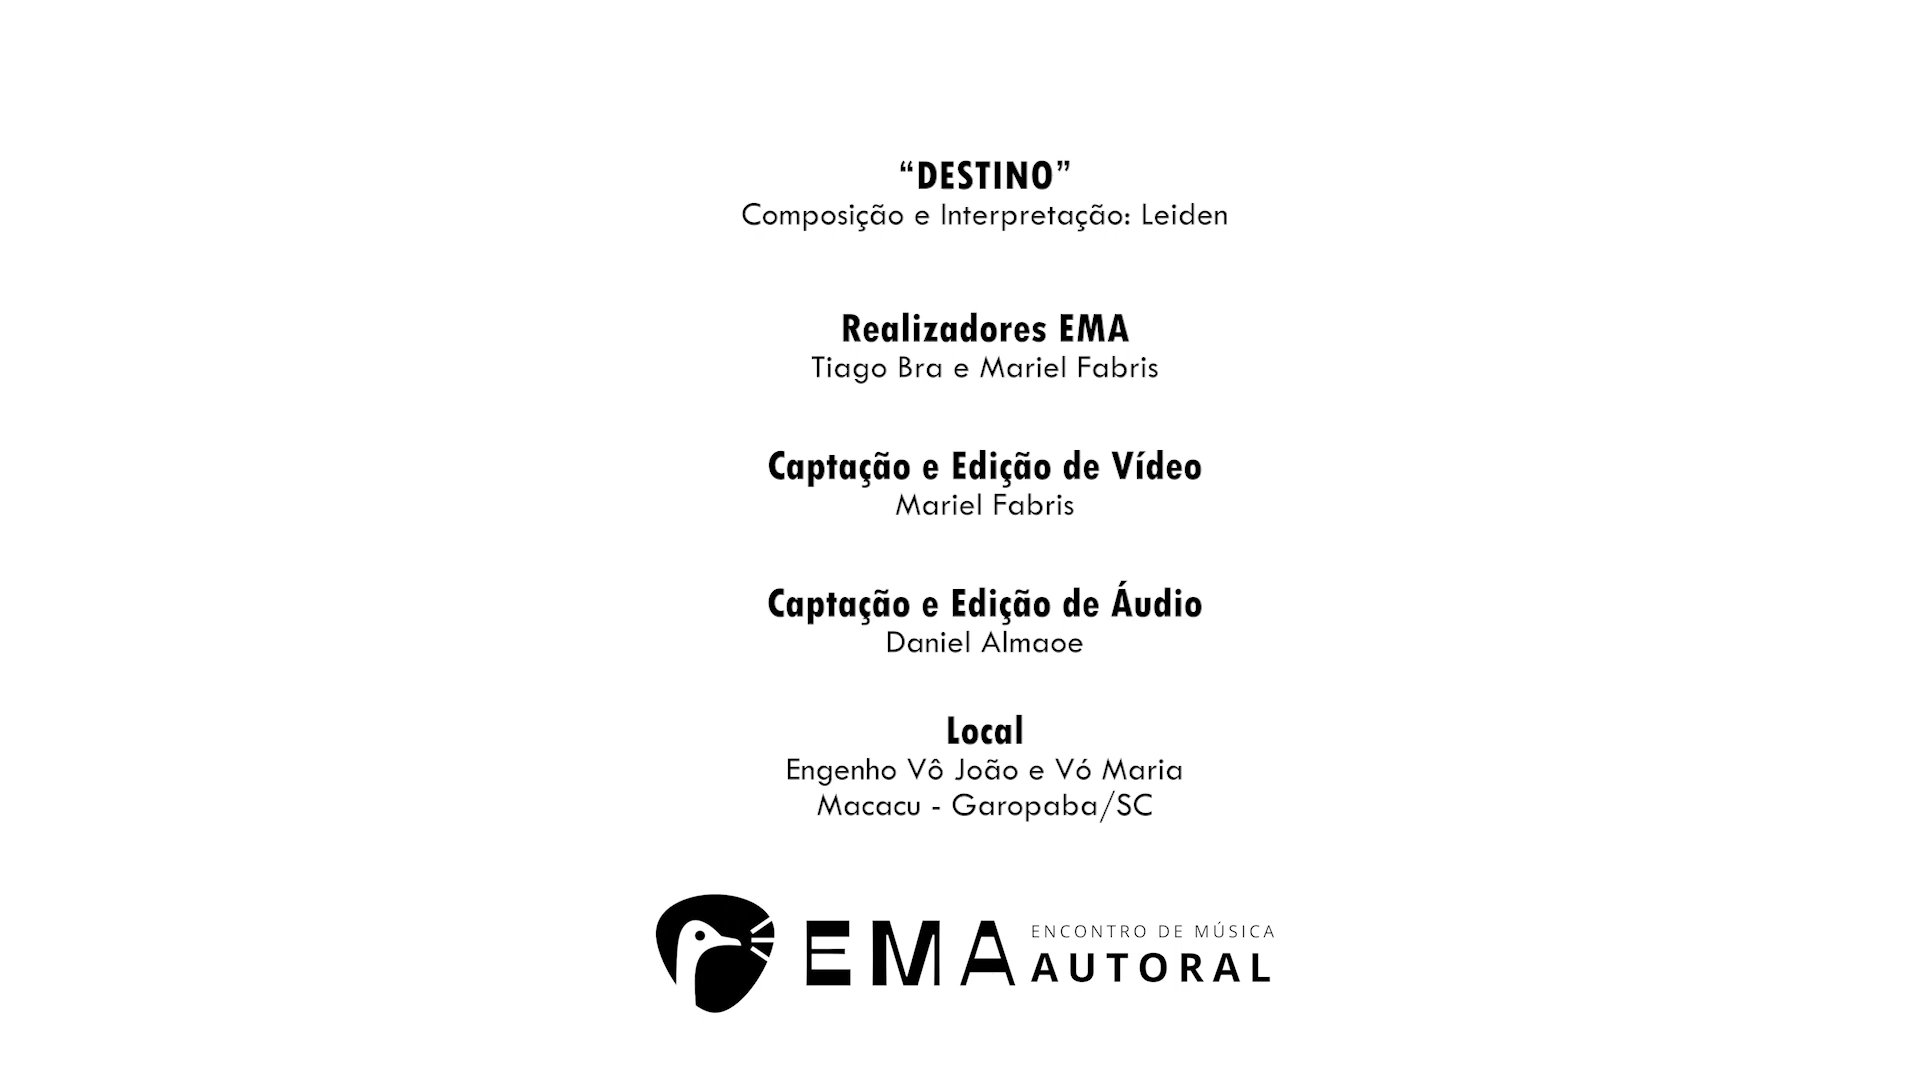 “DESTINO”
Composição e Interpretação: Leiden
Realizadores EMA
Tiago Bra e Mariel Fabris
Captação e Edição de Vídeo
Mariel Fabris
Captação e Edição de Áudio
Daniel Almaoe
Local
Engenho Vô João e Vó Maria
Macacu - Garopaba/SC
EMA
ENCONTRO DE MÚSICA
AUTORAL